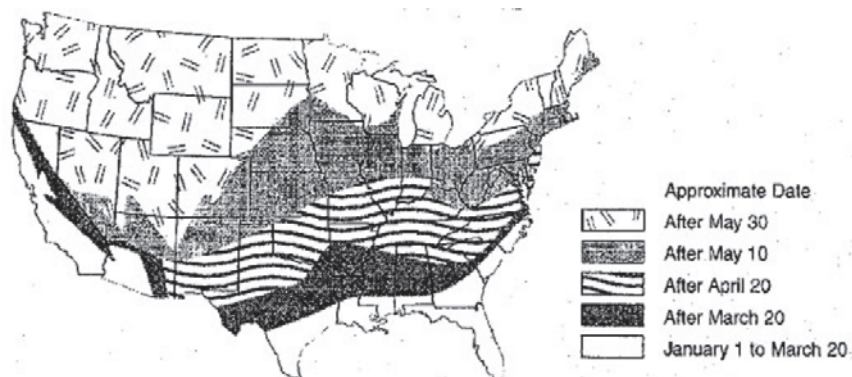 Approximate Date
After May 30
After May 10
After April 20
After March 20
January 1 to March 20